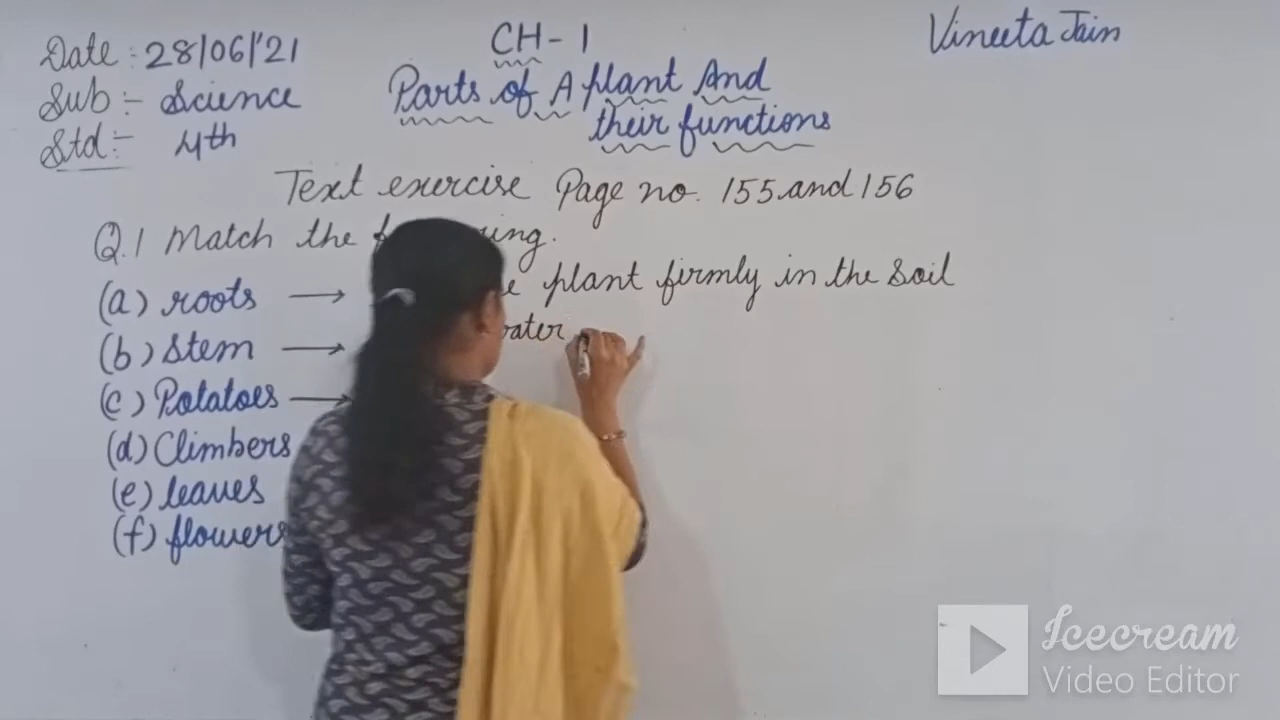 Date : 28/06/'21
Sub :- Science
Std :- 4th
CH - 1
Parts of A plant And
their functions
Vineeta Jain
Text exercise Page no. 155 and 156
Q.1 Match the
(a) roots → plant firmly in the soil
(b) Stem →
(c) Potatoes →
(d) Climbers
(e) leaves
(f) flowers
Icecream
Video Editor